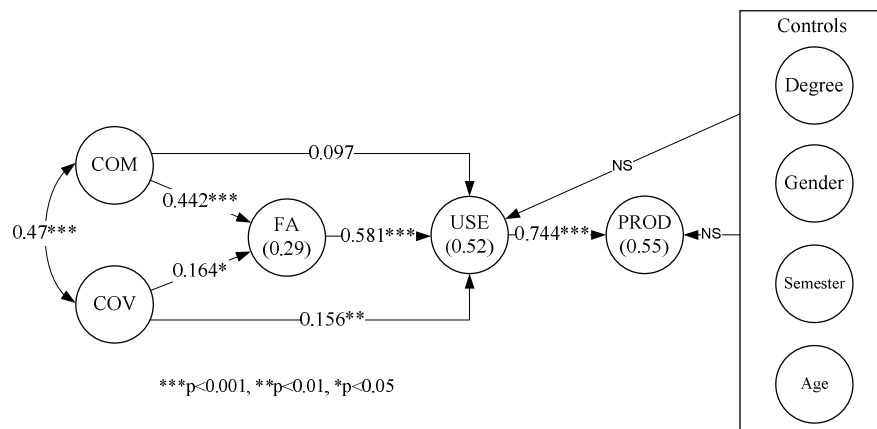 Controls
Degree
Gender
Semester
Age
NS
NS
COM
COV
0.47***
0.097
0.442***
0.164*
FA
(0.29)
0.581***
USE
(0.52)
0.744***
PROD
(0.55)
0.156**
***p<0.001, **p<0.01, *p<0.05